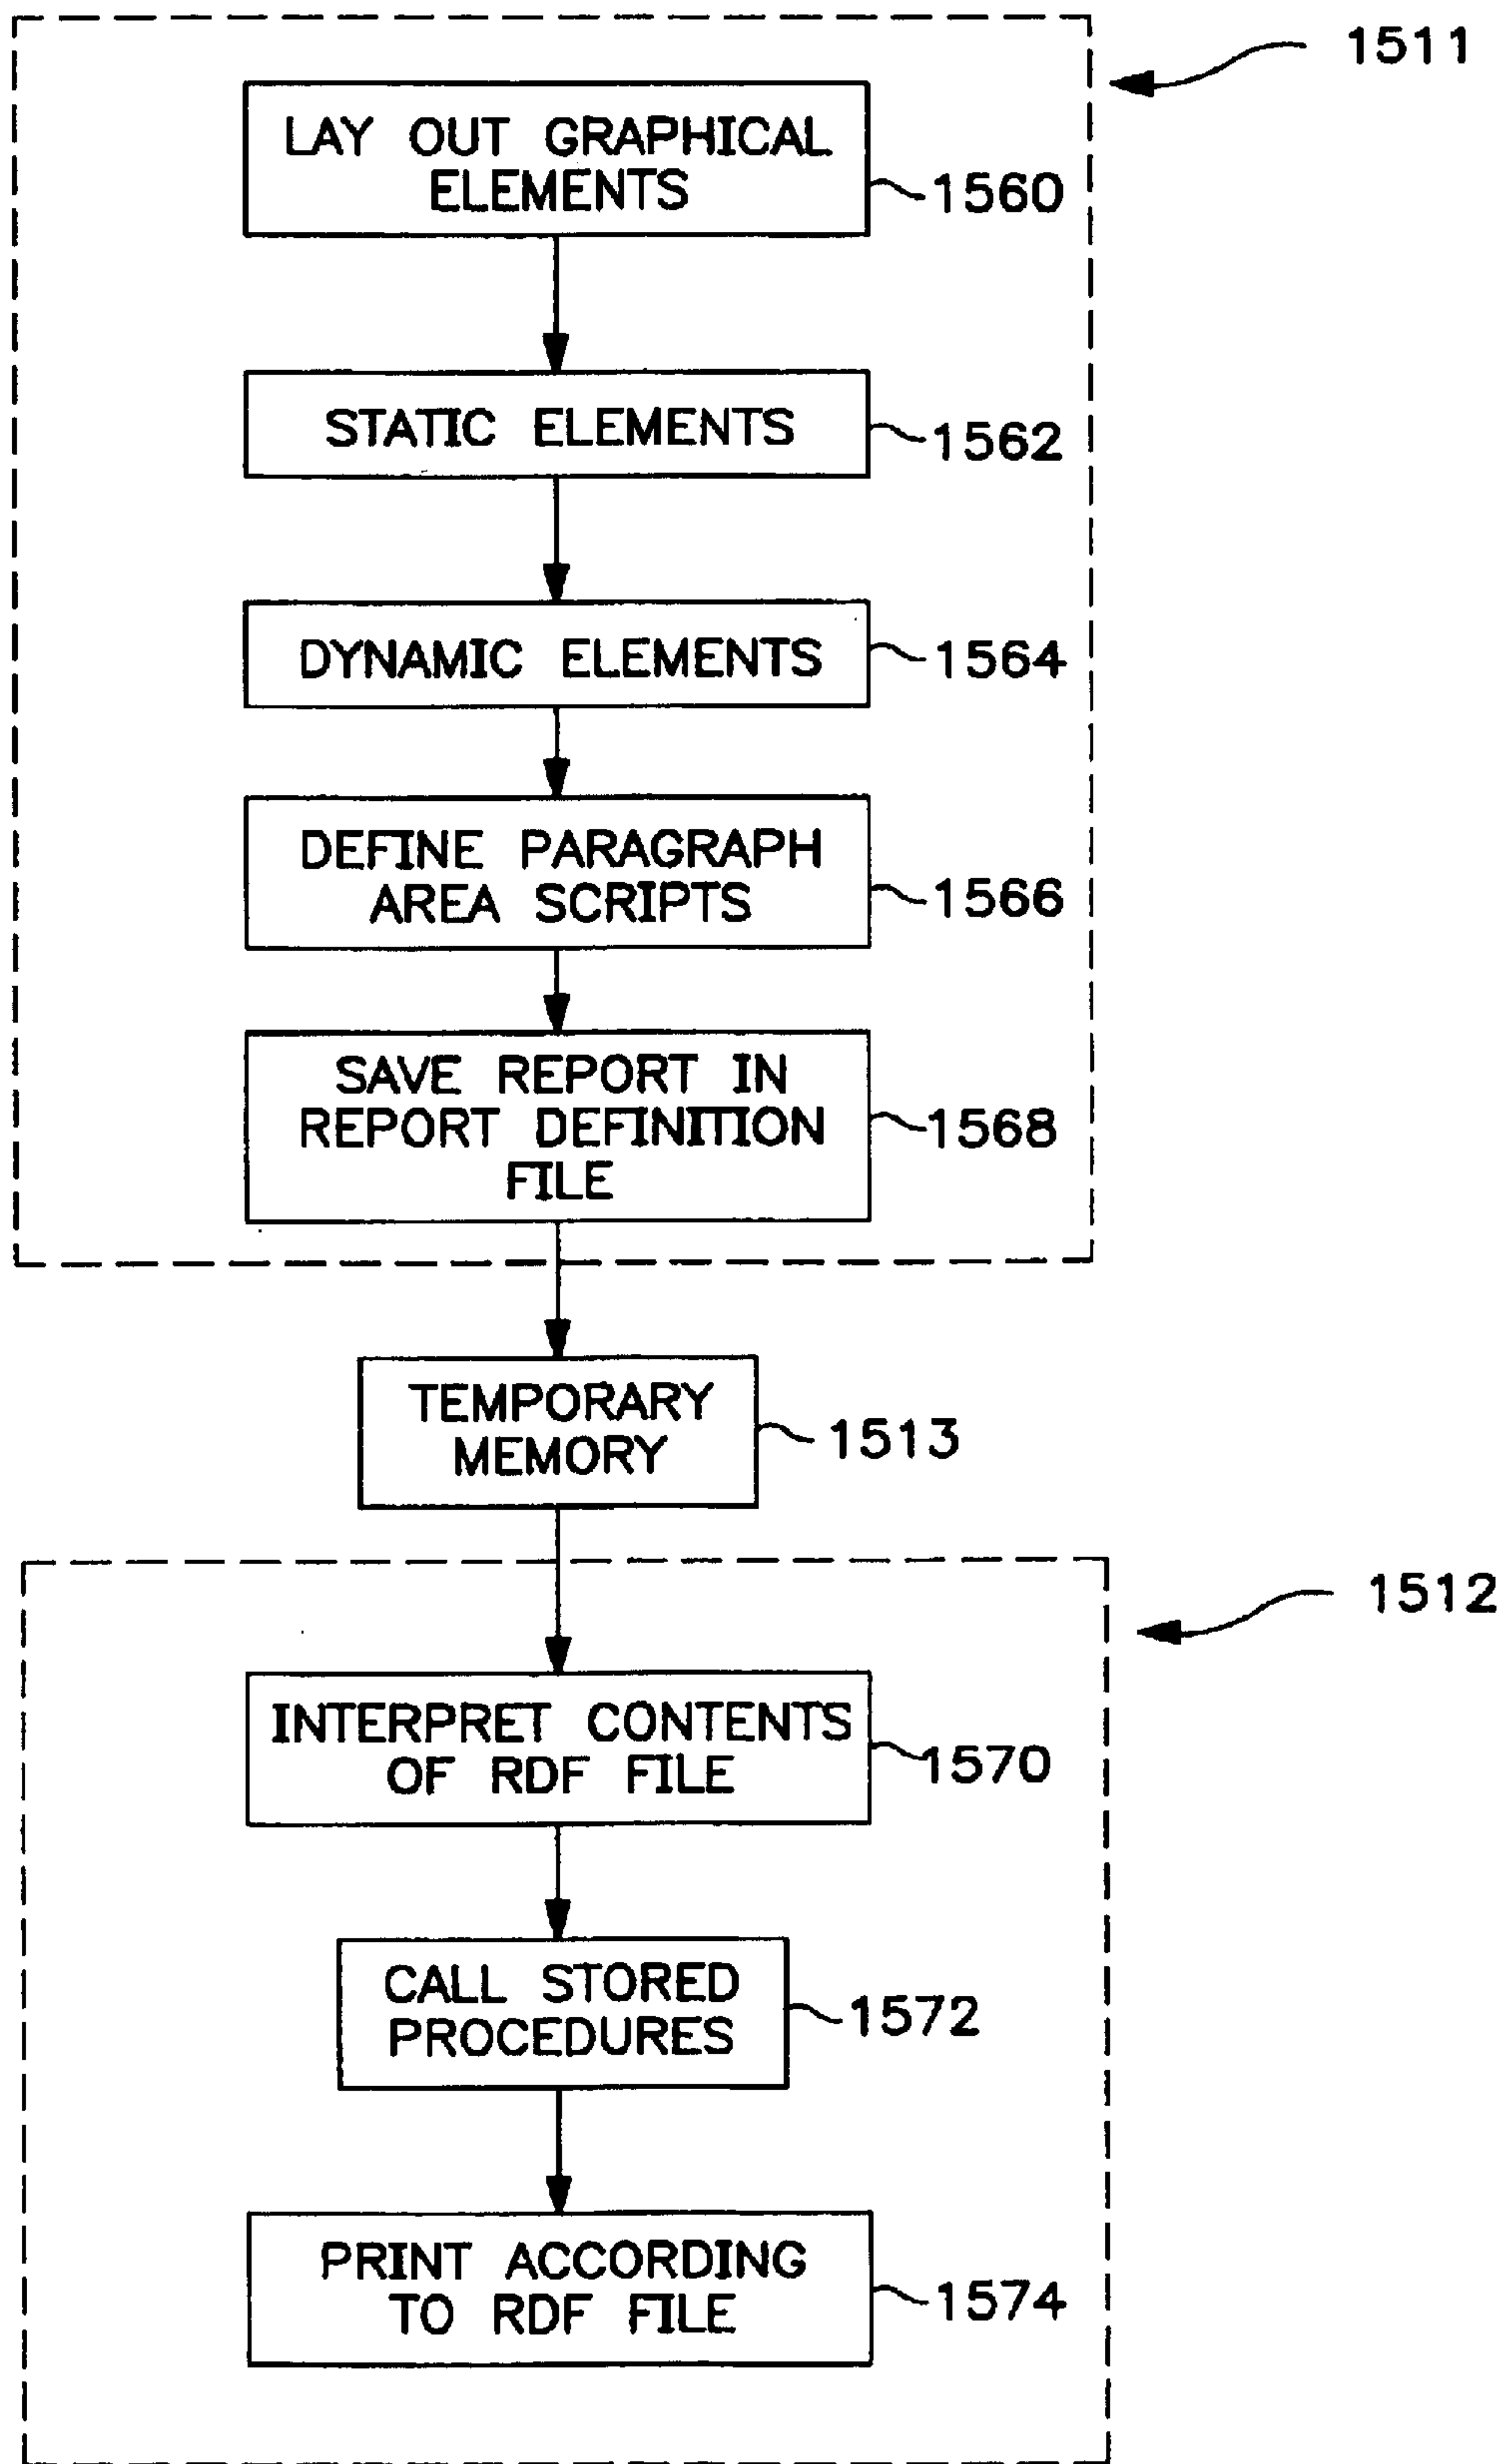 1511
LAY OUT GRAPHICAL
ELEMENTS
1560
STATIC ELEMENTS
1562
DYNAMIC ELEMENTS
1564
DEFINE PARAGRAPH
AREA SCRIPTS
1566
SAVE REPORT IN
REPORT DEFINITION
FILE
1568
TEMPORARY
MEMORY
1513
1512
INTERPRET CONTENTS
OF RDF FILE
1570
CALL STORED
PROCEDURES
1572
PRINT ACCORDING
TO RDF FILE
1574